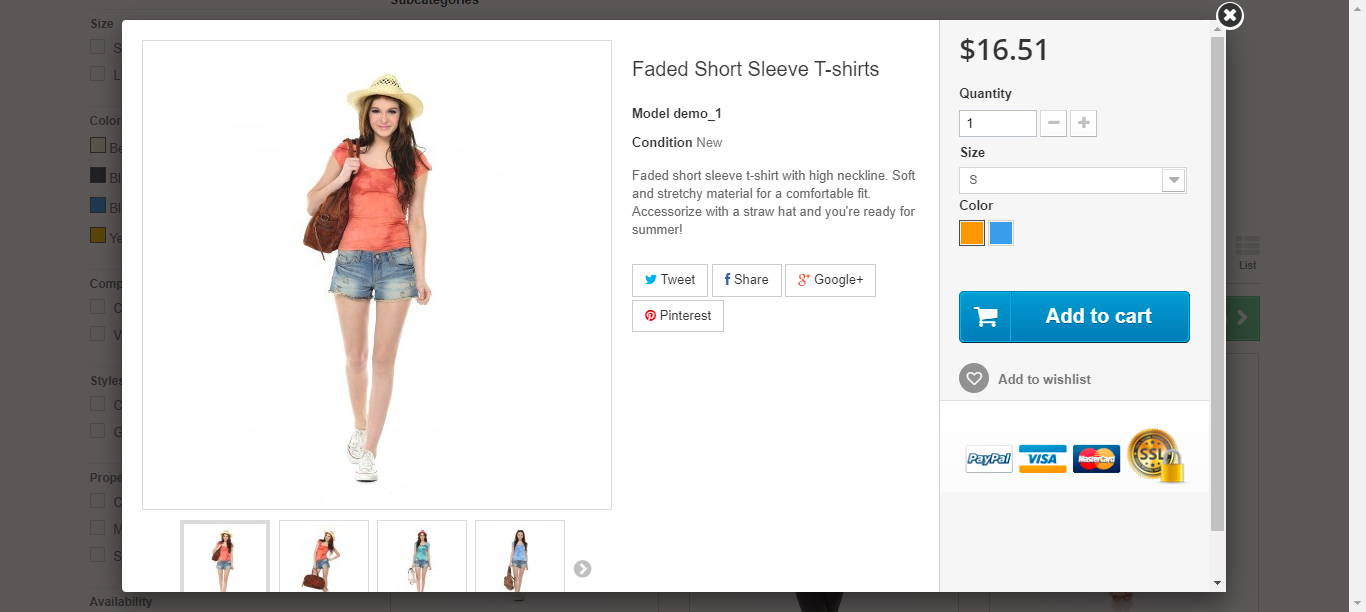 Subcategories
Size
S
L
Color
Be
Bl
Bl
Ye
Comp
C
V
Styles
C
G
Prope
C
M
S
Availability
List
Faded Short Sleeve T-shirts
Model demo_1
Condition New
Faded short sleeve t-shirt with high neckline. Soft
and stretchy material for a comfortable fit.
Accessorize with a straw hat and you're ready for
summer!
Tweet
Share
Google+
Pinterest
$16.51
Quantity
1
Size
S
Color
Add to cart
Add to wishlist
PayPal VISA MasterCard SSL